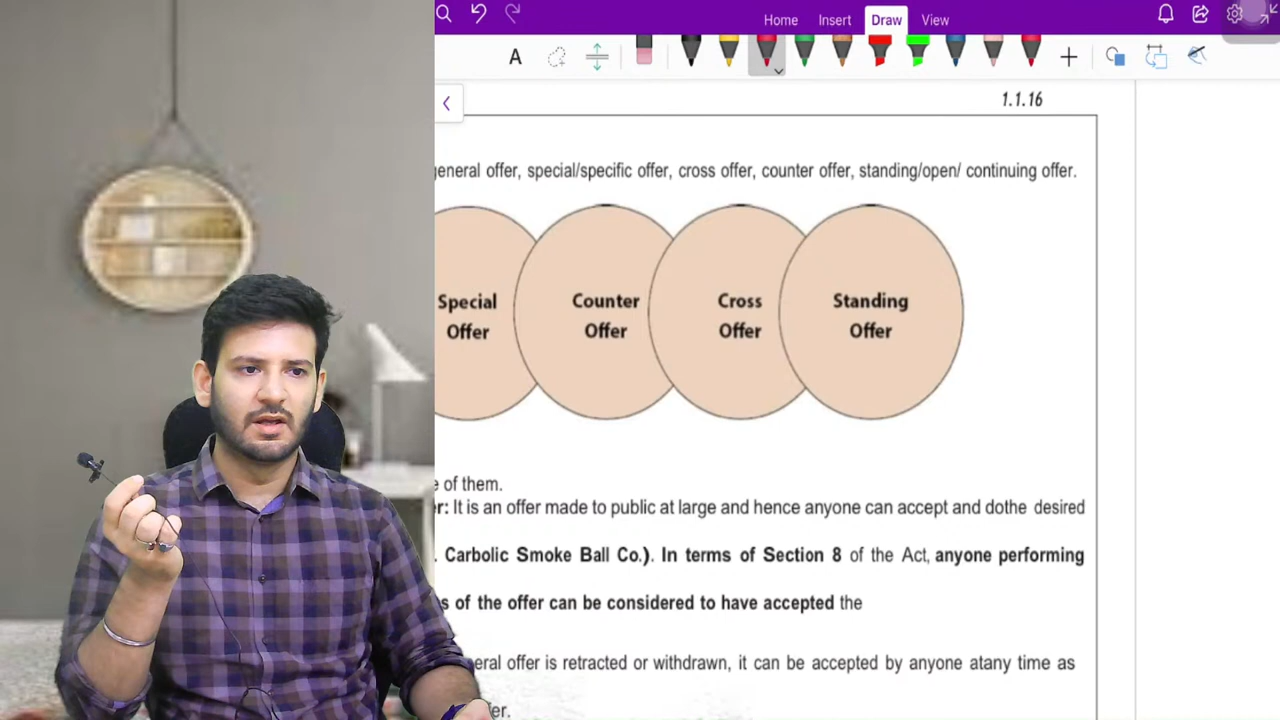 Home Insert Draw View
A
1.1.16
general offer, special/specific offer, cross offer, counter offer, standing/open/ continuing offer.
Special Offer
Counter Offer
Cross Offer
Standing Offer
of them.
It is an offer made to public at large and hence anyone can accept and dothe desired
Carbolic Smoke Ball Co.). In terms of Section 8 of the Act, anyone performing
of the offer can be considered to have accepted the
offer is retracted or withdrawn, it can be accepted by anyone atany time as